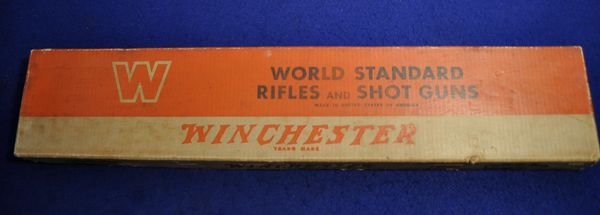 W
WORLD STANDARD
RIFLES AND SHOT GUNS
MADE IN UNITED STATES OF AMERICA
WINCHESTER
TRADE MARK